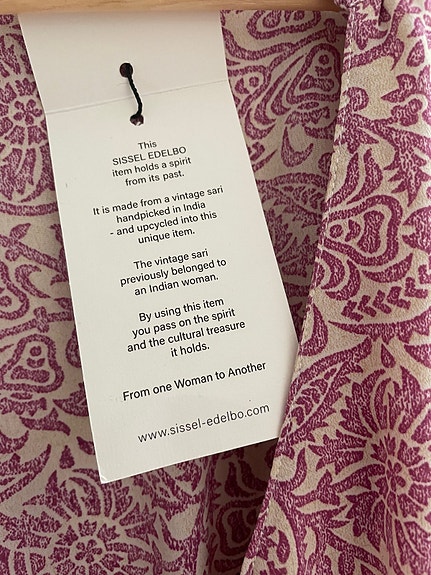 This
SISSEL EDELBO
item holds a spirit
from its past.
It is made from a vintage sari
handpicked in India
- and upcycled into this
unique item.
The vintage sari
previously belonged to
an Indian woman.
By using this item
you pass on the spirit
and the cultural treasure
it holds.
From one Woman to Another
www.sissel-edelbo.com